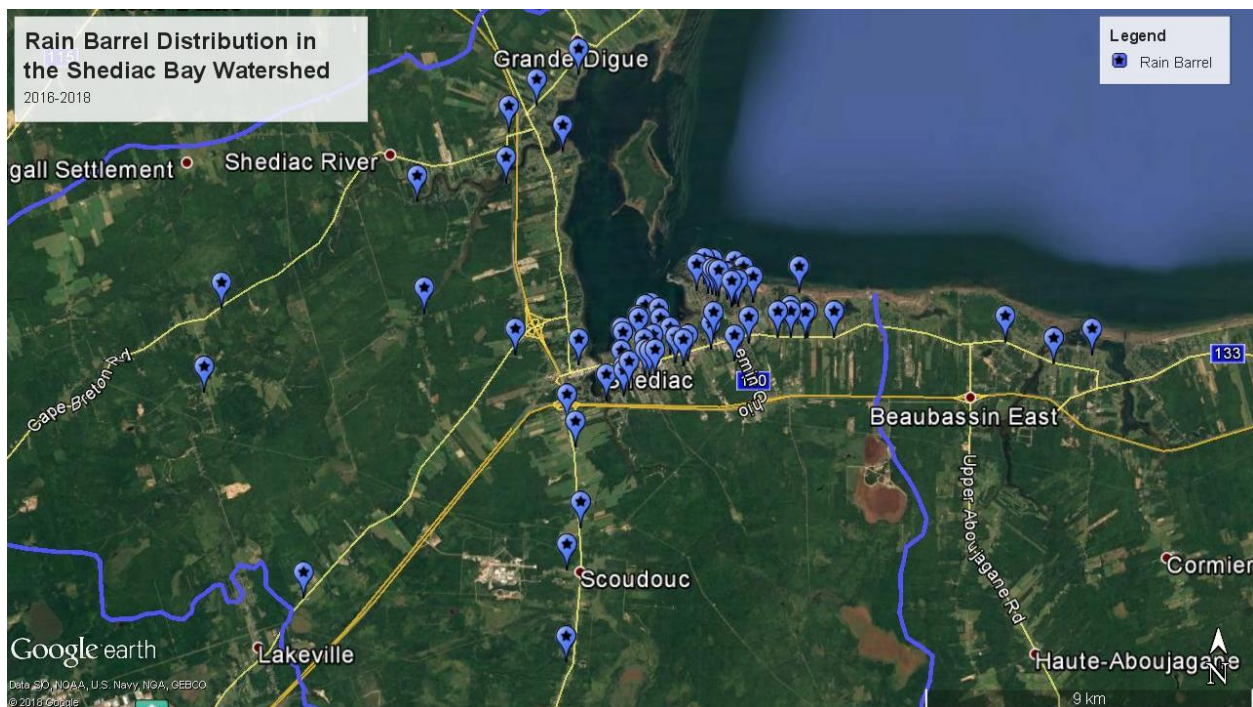 Rain Barrel Distribution in
the Shediac Bay Watershed
2016-2018
Legend
Rain Barrel
Grande Digue
gall Settlement
Shediac River
Cape Breton Rd
133
Shediac
Beaubassin East
Upper Aboujagane Rd
Cormier
Scoudouc
Lakeville
Haute-Aboujagane
N
Google earth
Data SIO, NOAA, U.S. Navy, NGA, GEBCO
© 2018 Google
9 km